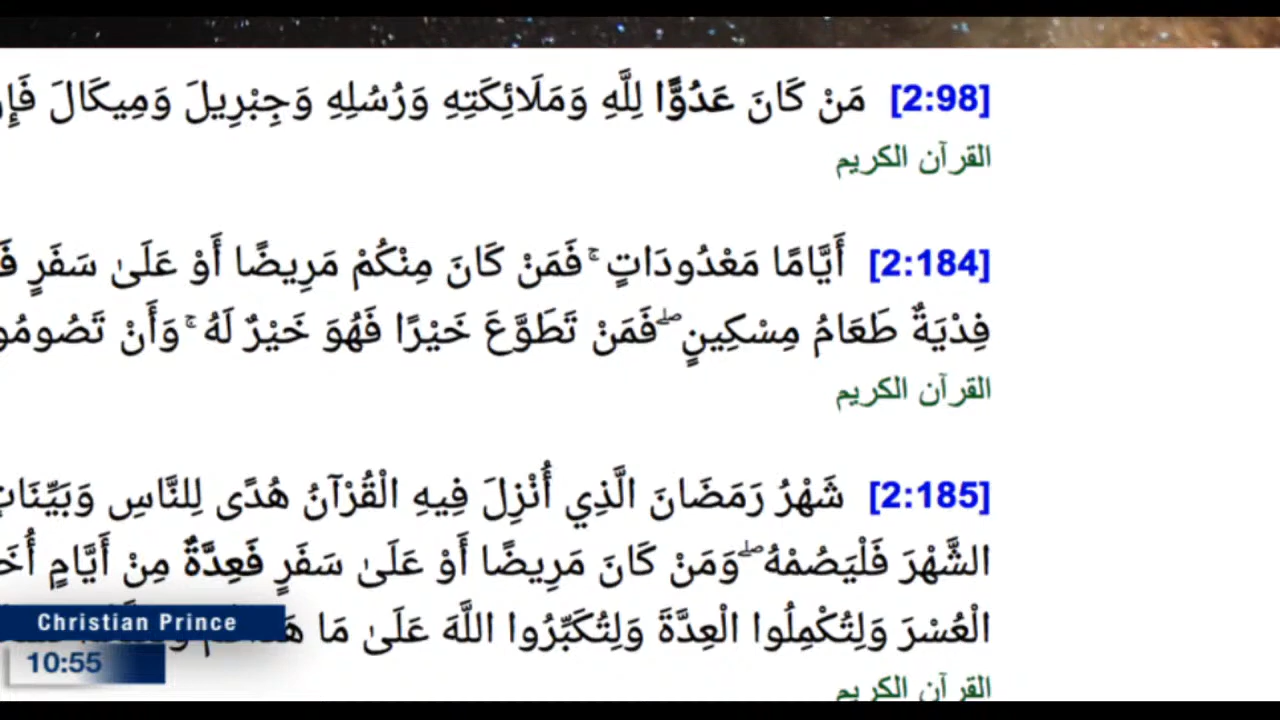 [2:98] مَنْ كَانَ عَدُوًّا لِلَّهِ وَمَلَائِكَتِهِ وَرُسُلِهِ وَجِبْرِيلَ وَمِيكَالَ
القرآن الكريم
[2:184] أَيَّامًا مَعْدُودَاتٍ ۚ فَمَنْ كَانَ مِنْكُمْ مَرِيضًا أَوْ عَلَىٰ سَفَرٍ
فِدْيَةٌ طَعَامُ مِسْكِينٍ ۖ فَمَنْ تَطَوَّعَ خَيْرًا فَهُوَ خَيْرٌ لَهُ ۚ وَأَنْ
القرآن الكريم
[2:185] شَهْرُ رَمَضَانَ الَّذِي أُنْزِلَ فِيهِ الْقُرْآنُ هُدًى لِلنَّاسِ وَبَيِّنَاتٍ
الشَّهْرَ فَلْيَصُمْهُ ۖ وَمَنْ كَانَ مَرِيضًا أَوْ عَلَىٰ سَفَرٍ فَعِدَّةٌ مِنْ أَيَّامٍ
الْعُسْرَ وَلِتُكْمِلُوا الْعِدَّةَ وَلِتُكَبِّرُوا اللَّهَ عَلَىٰ مَا
القرآن الكريم
Christian Prince
10:55